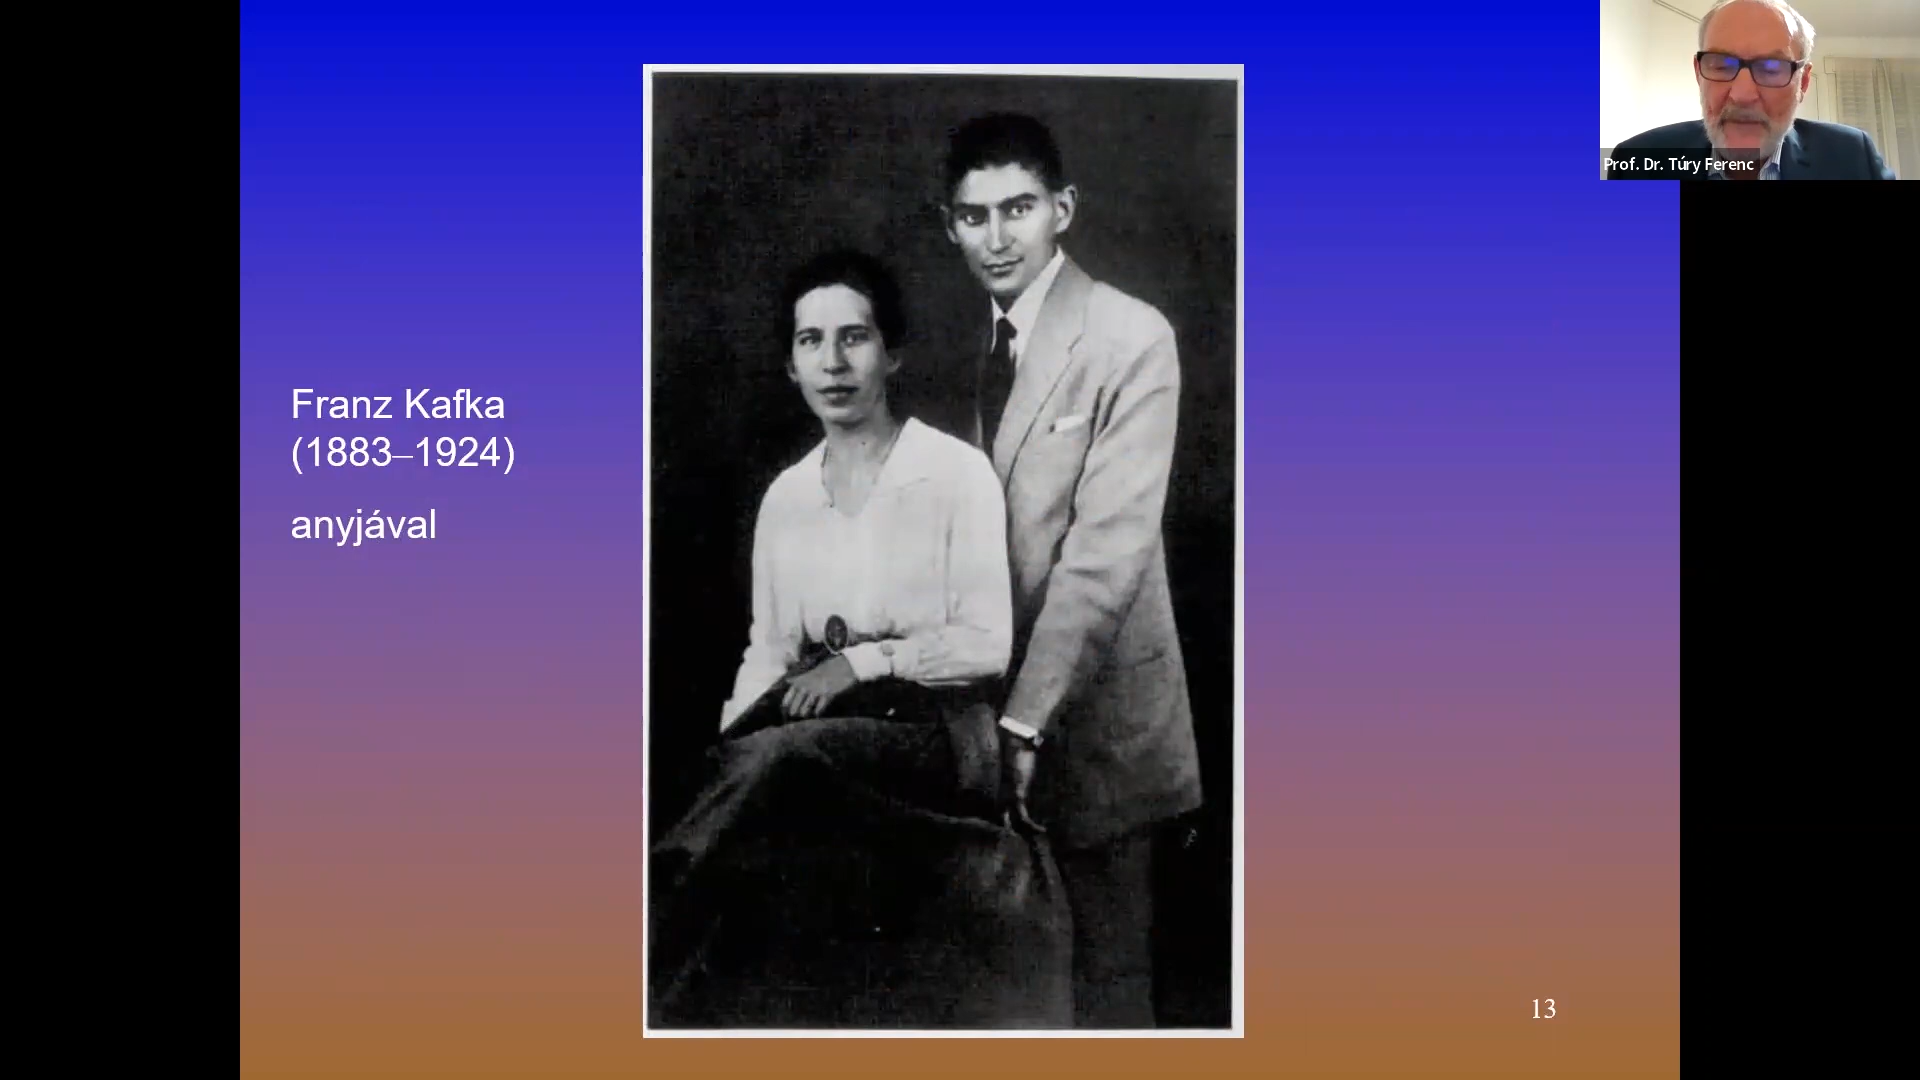 Franz Kafka
(1883–1924)
anyjával
Prof. Dr. Túry Ferenc
13